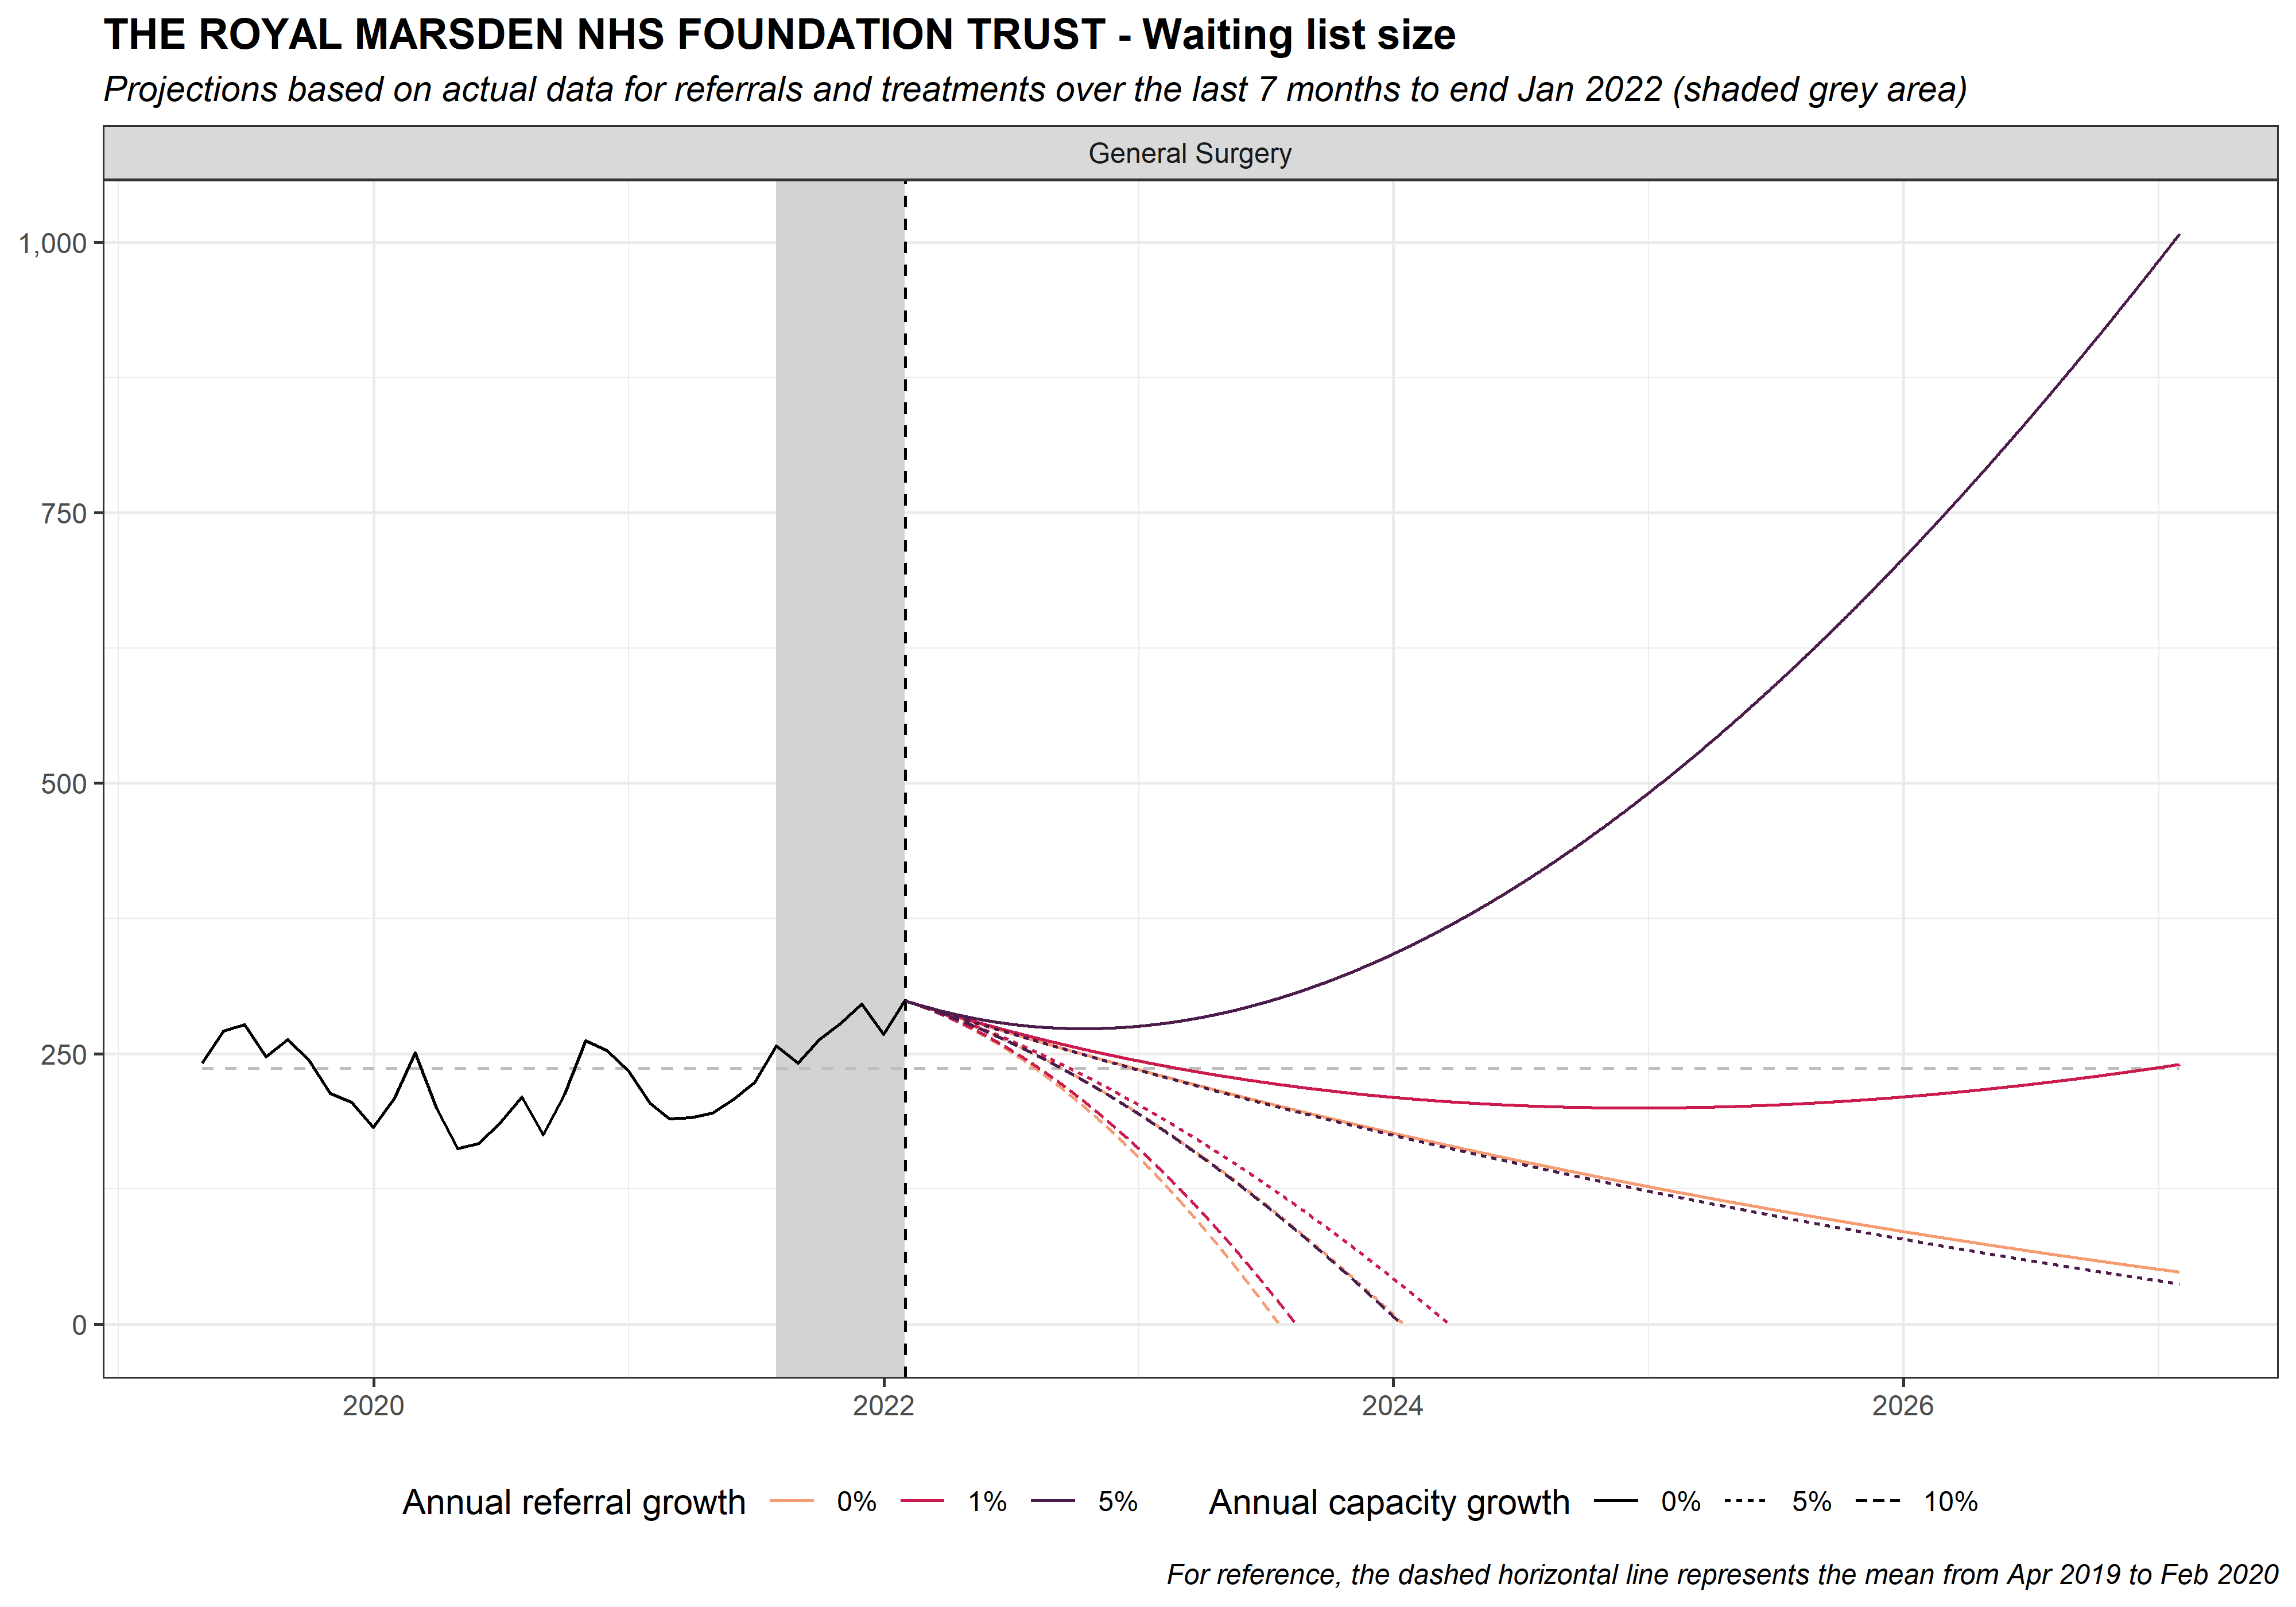 THE ROYAL MARSDEN NHS FOUNDATION TRUST - Waiting list size
Projections based on actual data for referrals and treatments over the last 7 months to end Jan 2022 (shaded grey area)
General Surgery
1,000
750
500
250
0
2020 2022 2024 2026
Annual referral growth 0% 1% 5% Annual capacity growth 0% 5% 10%
For reference, the dashed horizontal line represents the mean from Apr 2019 to Feb 2020